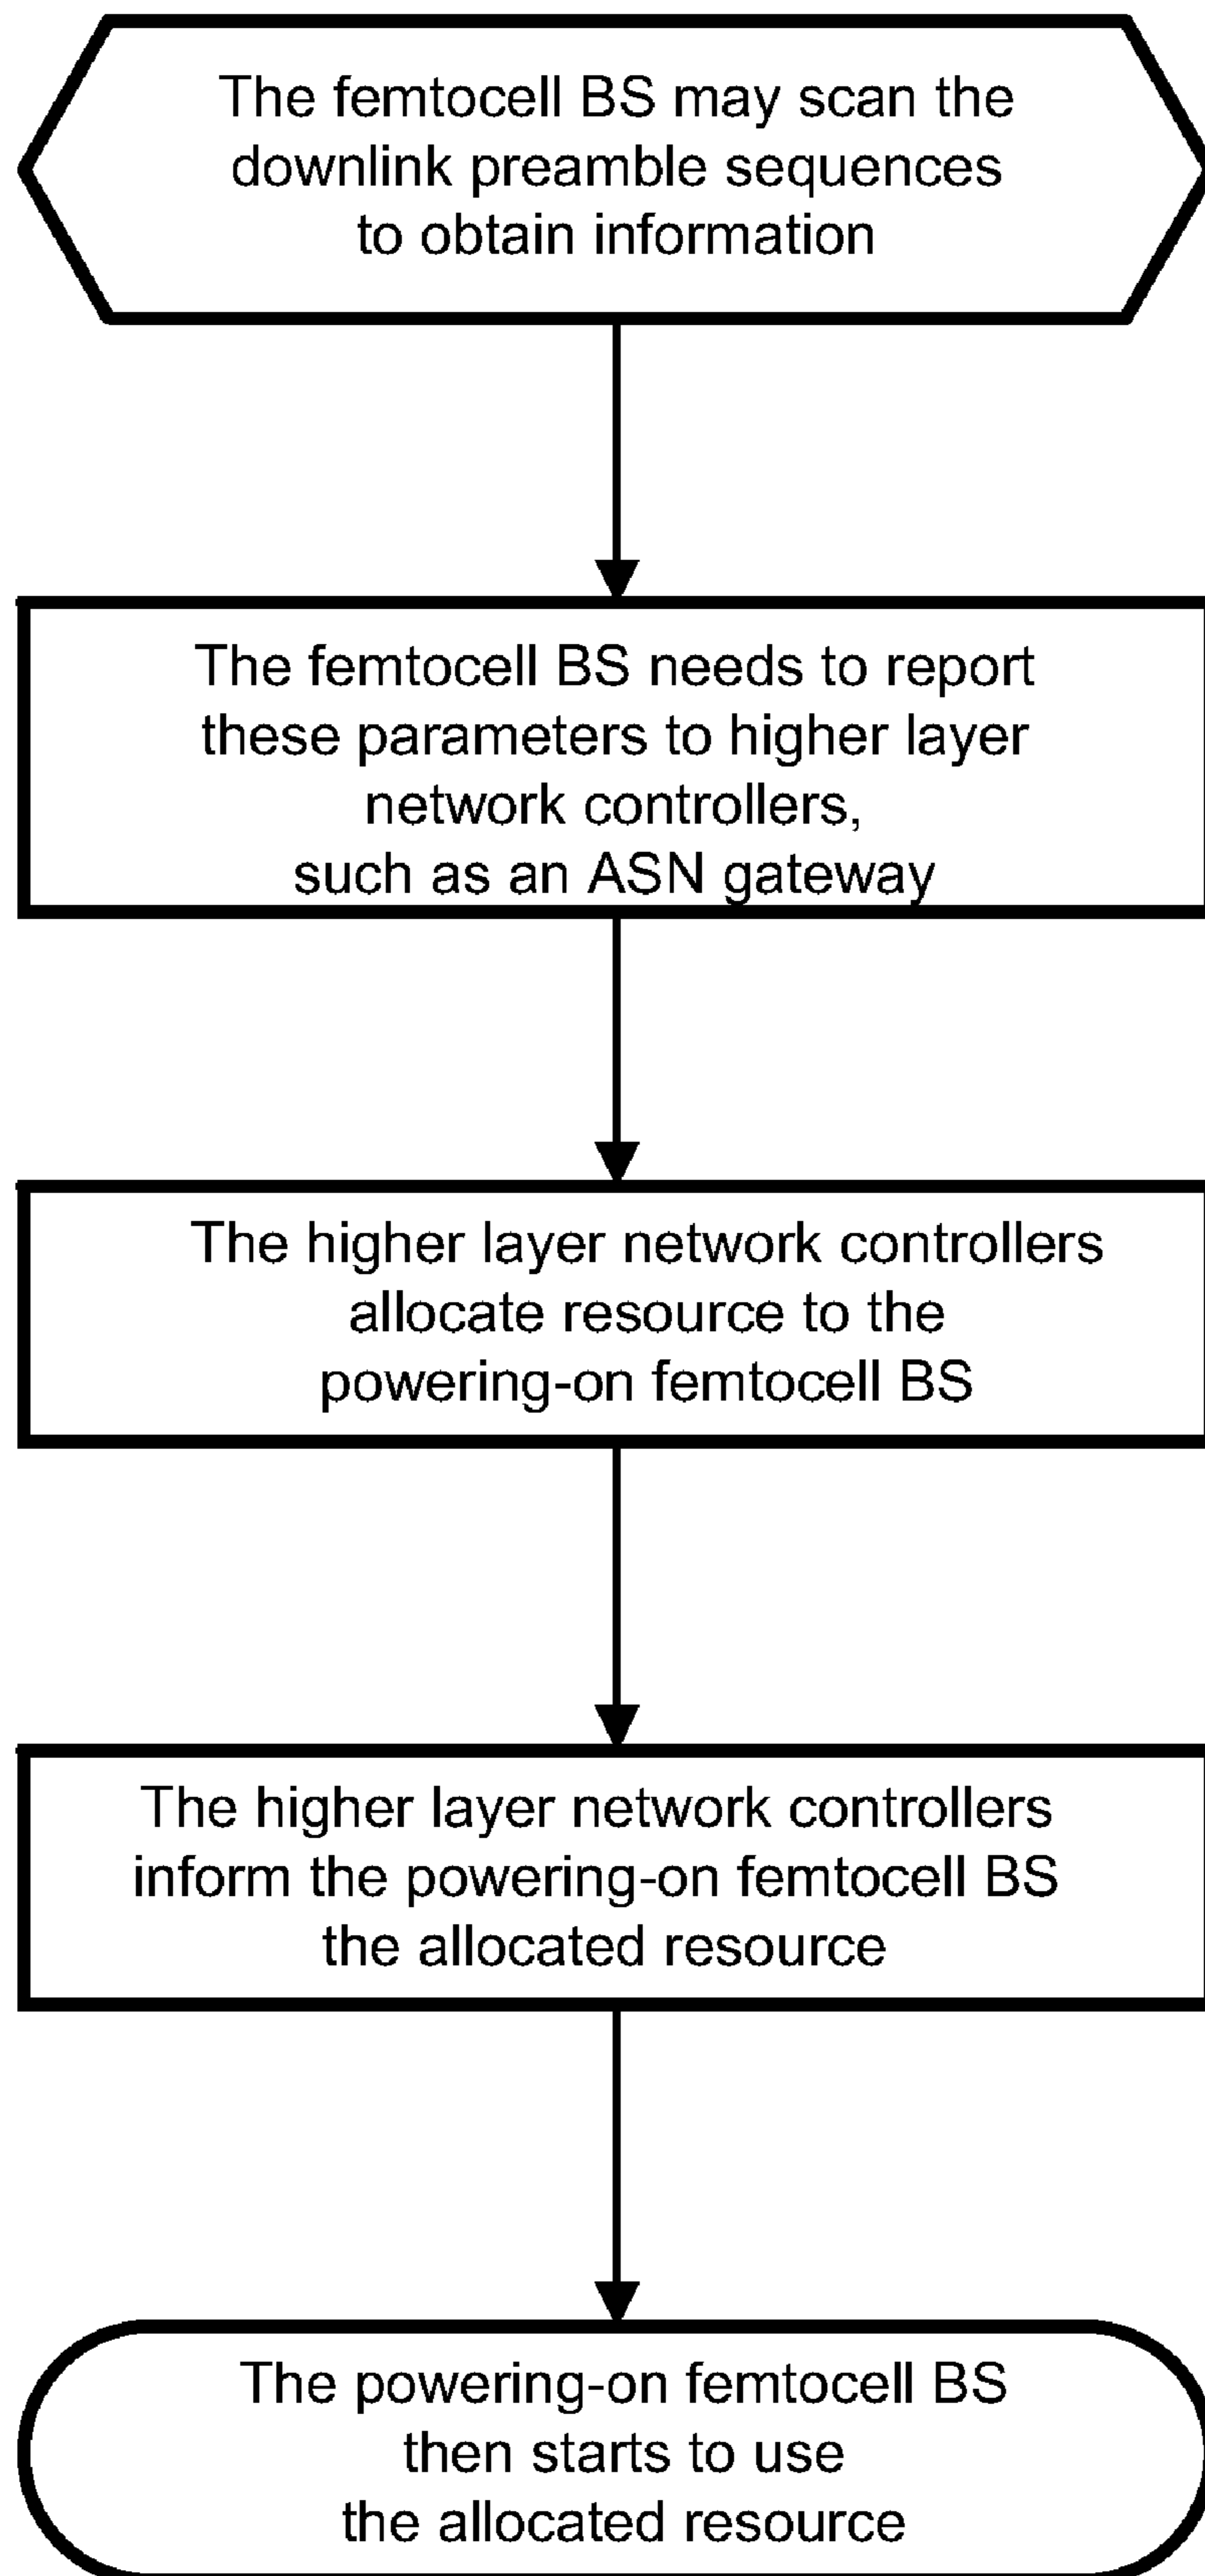 The femtocell BS may scan the
downlink preamble sequences
to obtain information
The femtocell BS needs to report
these parameters to higher layer
network controllers,
such as an ASN gateway
The higher layer network controllers
allocate resource to the
powering-on femtocell BS
The higher layer network controllers
inform the powering-on femtocell BS
the allocated resource
The powering-on femtocell BS
then starts to use
the allocated resource